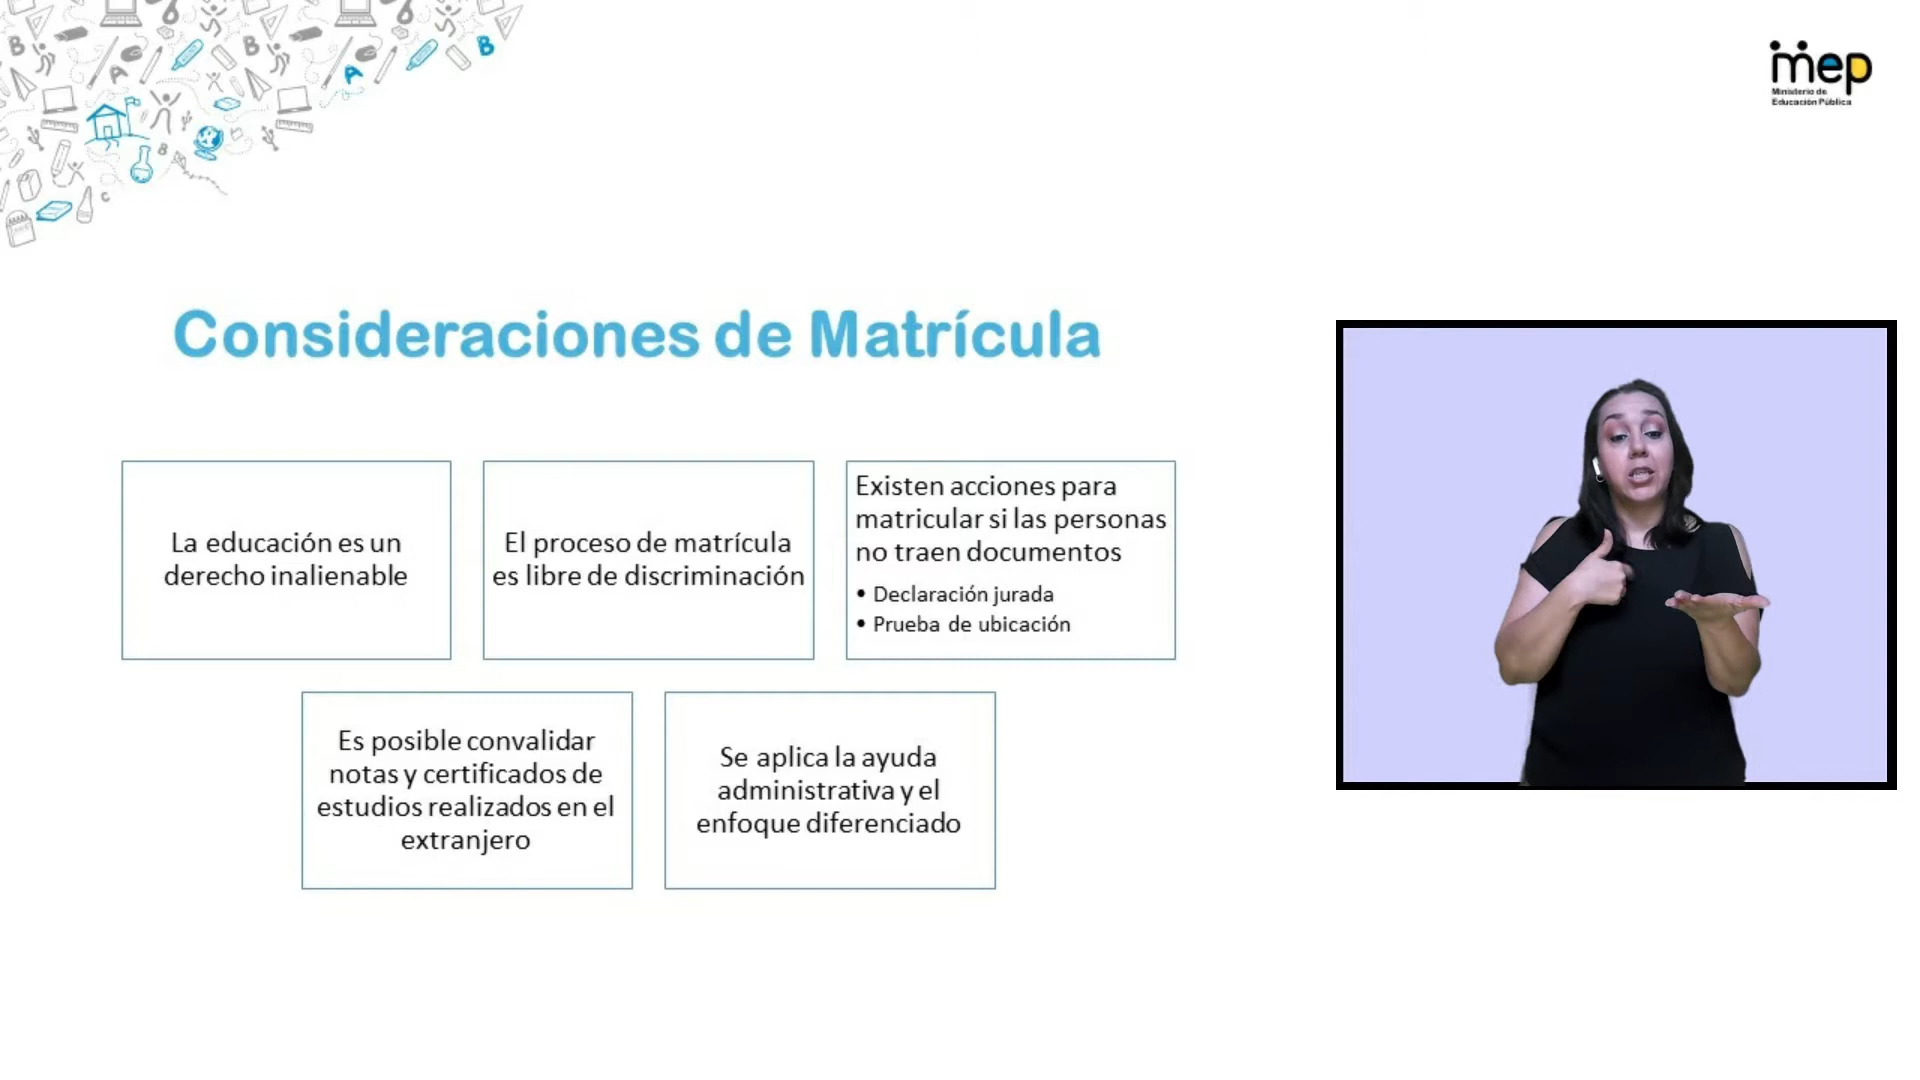 mep
Ministerio de
Educación Pública
Consideraciones de Matrícula
La educación es un
derecho inalienable
El proceso de matrícula
es libre de discriminación
Existen acciones para
matricular si las personas
no traen documentos
• Declaración jurada
• Prueba de ubicación
Es posible convalidar
notas y certificados de
estudios realizados en el
extranjero
Se aplica la ayuda
administrativa y el
enfoque diferenciado